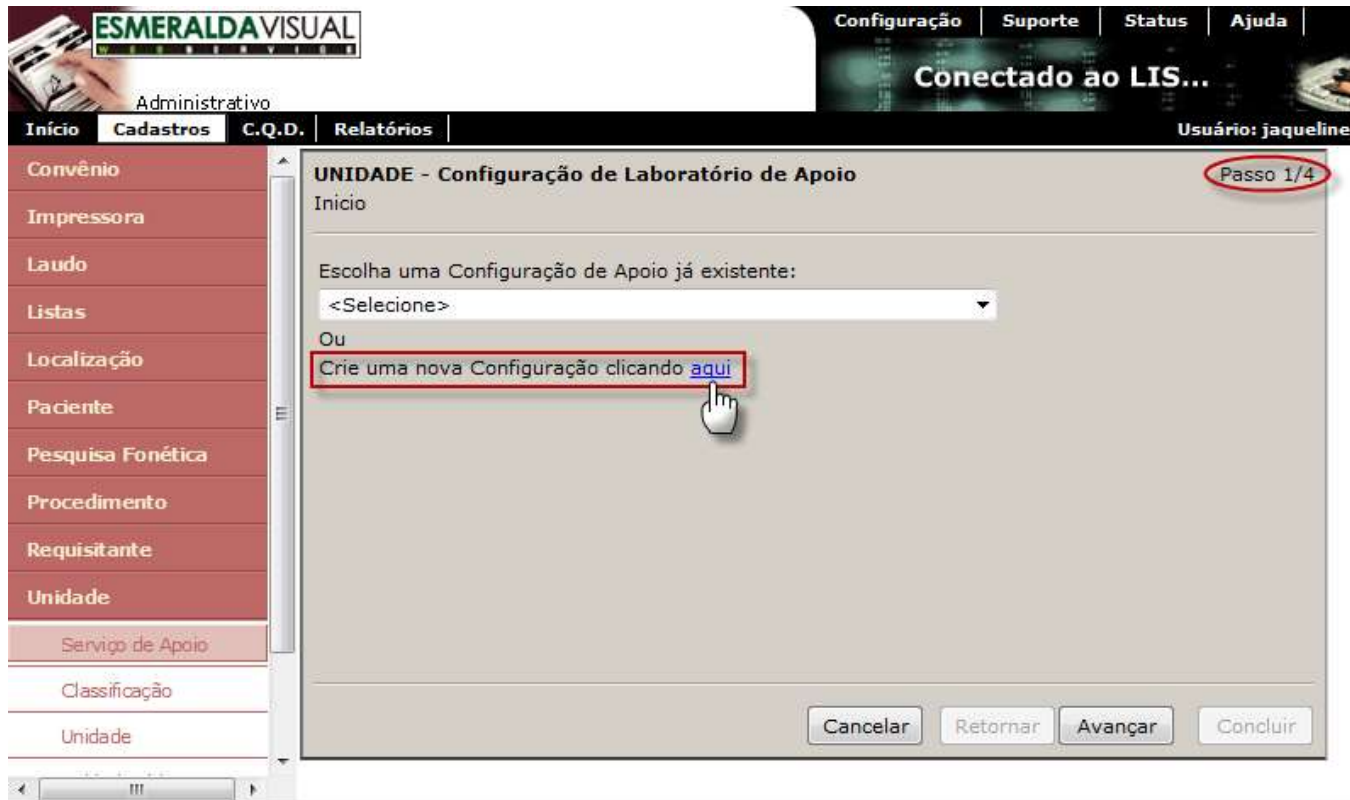 ESMERALDAVISUAL
WEBSERVICE
Administrativo
Configuração Suporte Status Ajuda
Conectado ao LIS...
Início Cadastros C.Q.D. Relatórios Usuário: jaqueline
Convênio
Impressora
Laudo
Listas
Localização
Paciente
Pesquisa Fonética
Procedimento
Requisitante
Unidade
Serviço de Apoio
Classificação
Unidade
UNIDADE - Configuração de Laboratório de Apoio Passo 1/4
Inicio
Escolha uma Configuração de Apoio já existente:
<Selecione>
Ou
Crie uma nova Configuração clicando aqui
Cancelar Retornar Avançar Concluir